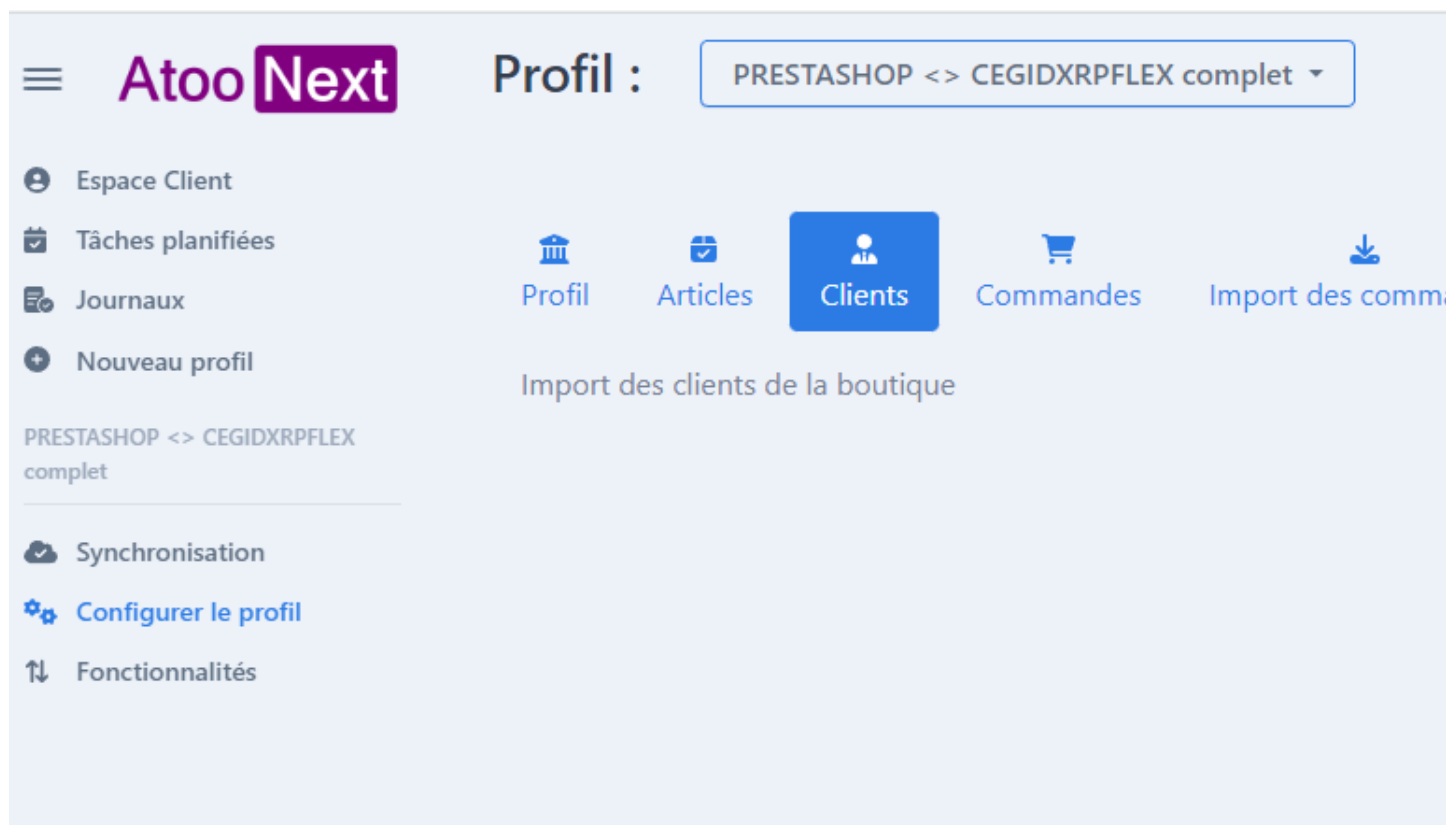 Atoo Next
Profil :
PRESTASHOP <> CEGIDXRPFLEX complet
Espace Client
Tâches planifiées
Journaux
Nouveau profil
PRESTASHOP <> CEGIDXRPFLEX
complet
Synchronisation
Configurer le profil
Fonctionnalités
Profil
Articles
Clients
Commandes
Import des comma
Import des clients de la boutique